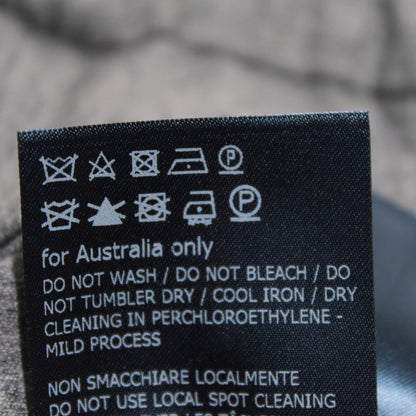 P
P
for Australia only
DO NOT WASH / DO NOT BLEACH / DO
NOT TUMBLER DRY / COOL IRON / DRY
CLEANING IN PERCHLOROETHYLENE -
MILD PROCESS
NON SMACCHIARE LOCALMENTE
DO NOT USE LOCAL SPOT CLEANING